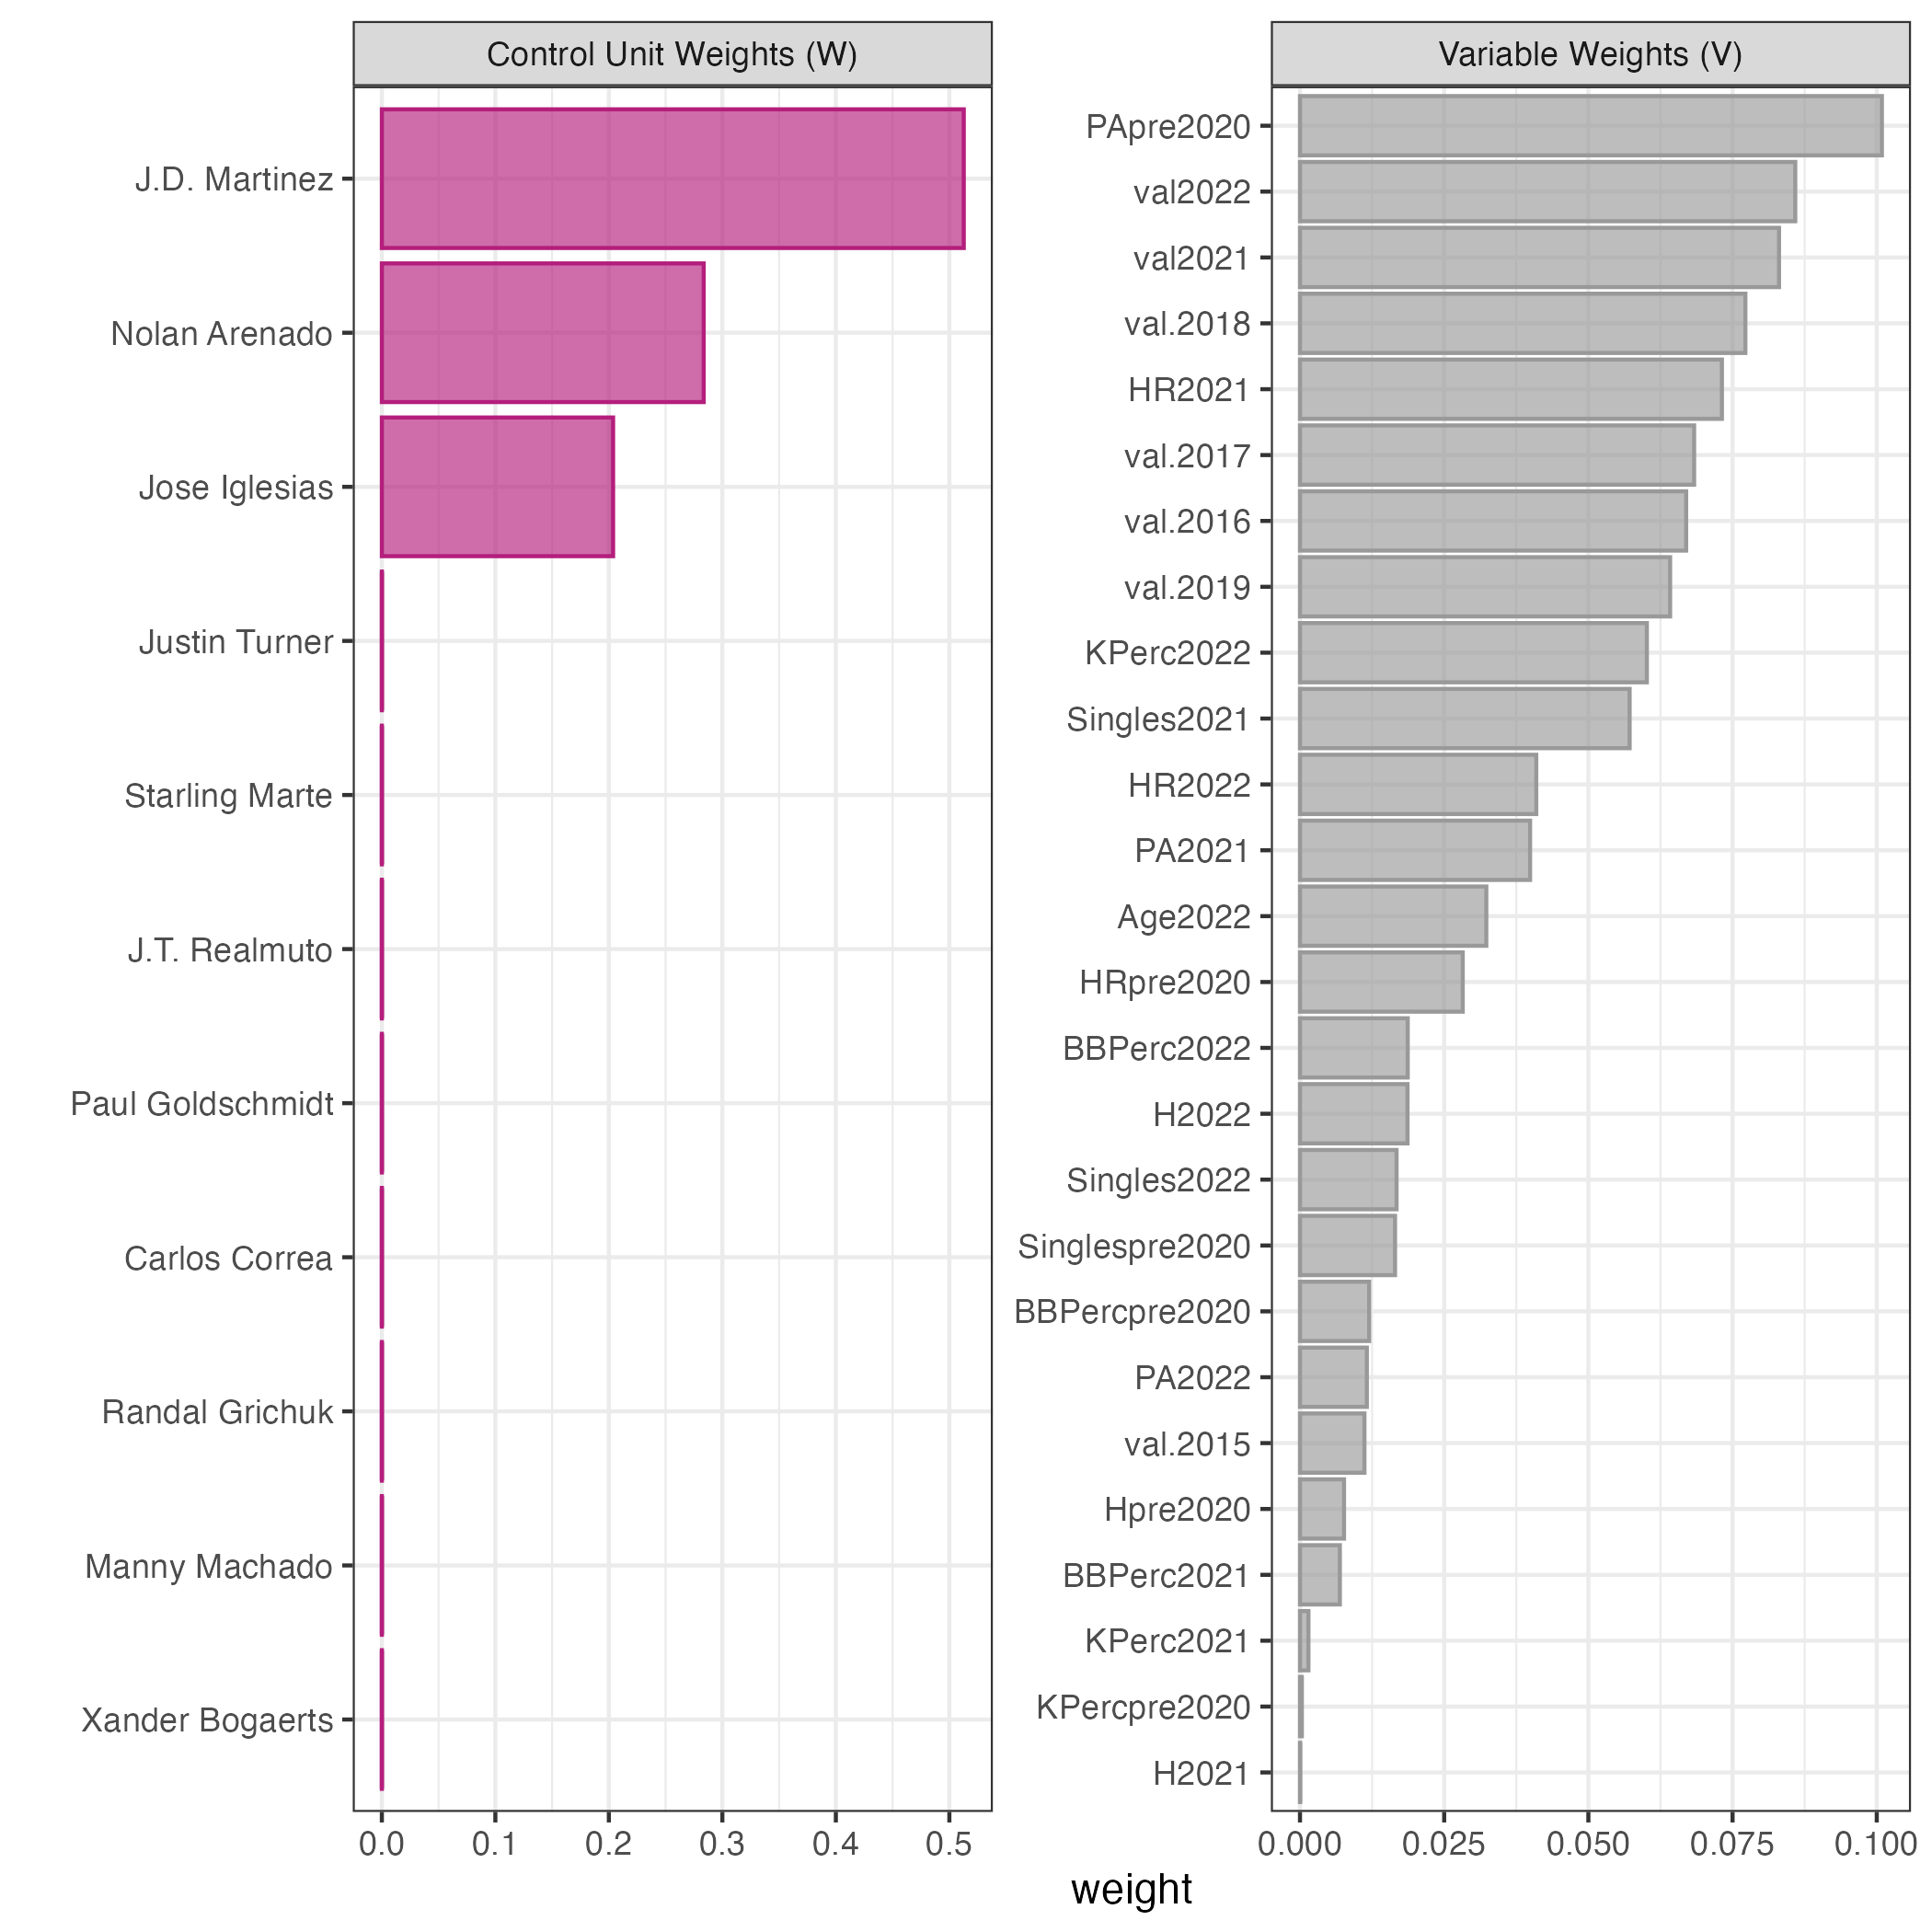 Control Unit Weights (W)
J.D. Martinez
Nolan Arenado
Jose Iglesias
Justin Turner
Starling Marte
J.T. Realmuto
Paul Goldschmidt
Carlos Correa
Randal Grichuk
Manny Machado
Xander Bogaerts
0.0 0.1 0.2 0.3 0.4 0.5
Variable Weights (V)
PApre2020
val2022
val2021
val.2018
HR2021
val.2017
val.2016
val.2019
KPerc2022
Singles2021
HR2022
PA2021
Age2022
HRpre2020
BBPerc2022
H2022
Singles2022
Singlespre2020
BBPercpre2020
PA2022
val.2015
Hpre2020
BBPerc2021
KPerc2021
KPercpre2020
H2021
0.000 0.025 0.050 0.075 0.100
weight